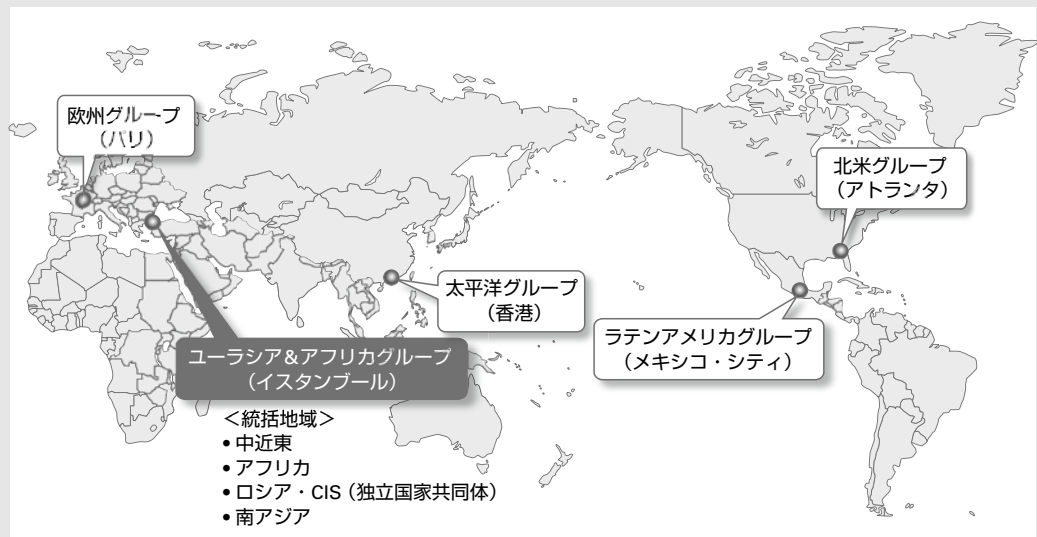 欧州グループ
（パリ）
北米グループ
（アトランタ）
太平洋グループ
（香港）
ラテンアメリカグループ
（メキシコ・シティ）
ユーラシア&アフリカグループ
（イスタンブール）
＜統括地域＞
•中近東
•アフリカ
•ロシア・CIS（独立国家共同体）
•南アジア